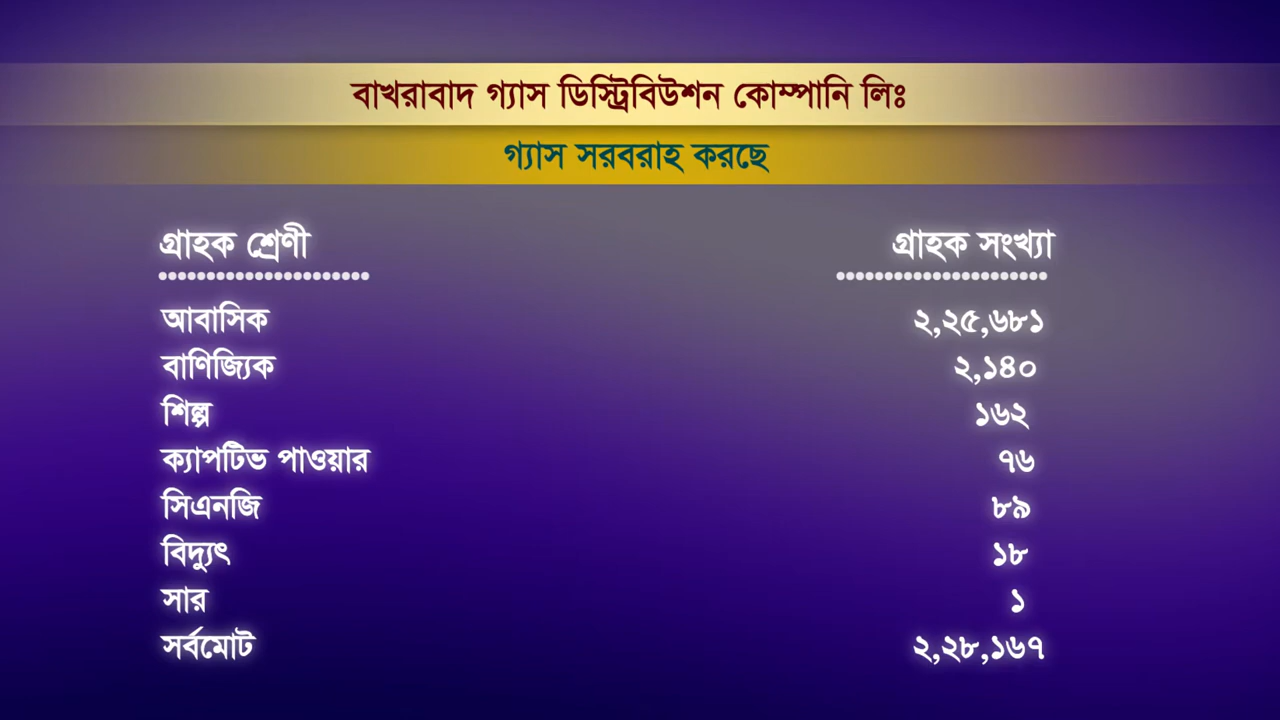 বাখরাবাদ গ্যাস ডিস্ট্রিবিউশন কোম্পানি লিঃ
গ্যাস সরবরাহ করছে
গ্রাহক শ্রেণী গ্রাহক সংখ্যা
আবাসিক ২,২৫,৬৮১
বাণিজ্যিক ২,১৪০
শিল্প ১৬২
ক্যাপটিভ পাওয়ার ৭৬
সিএনজি ৮৯
বিদ্যুৎ ১৮
সার ১
সর্বমোট ২,২৮,১৬৭